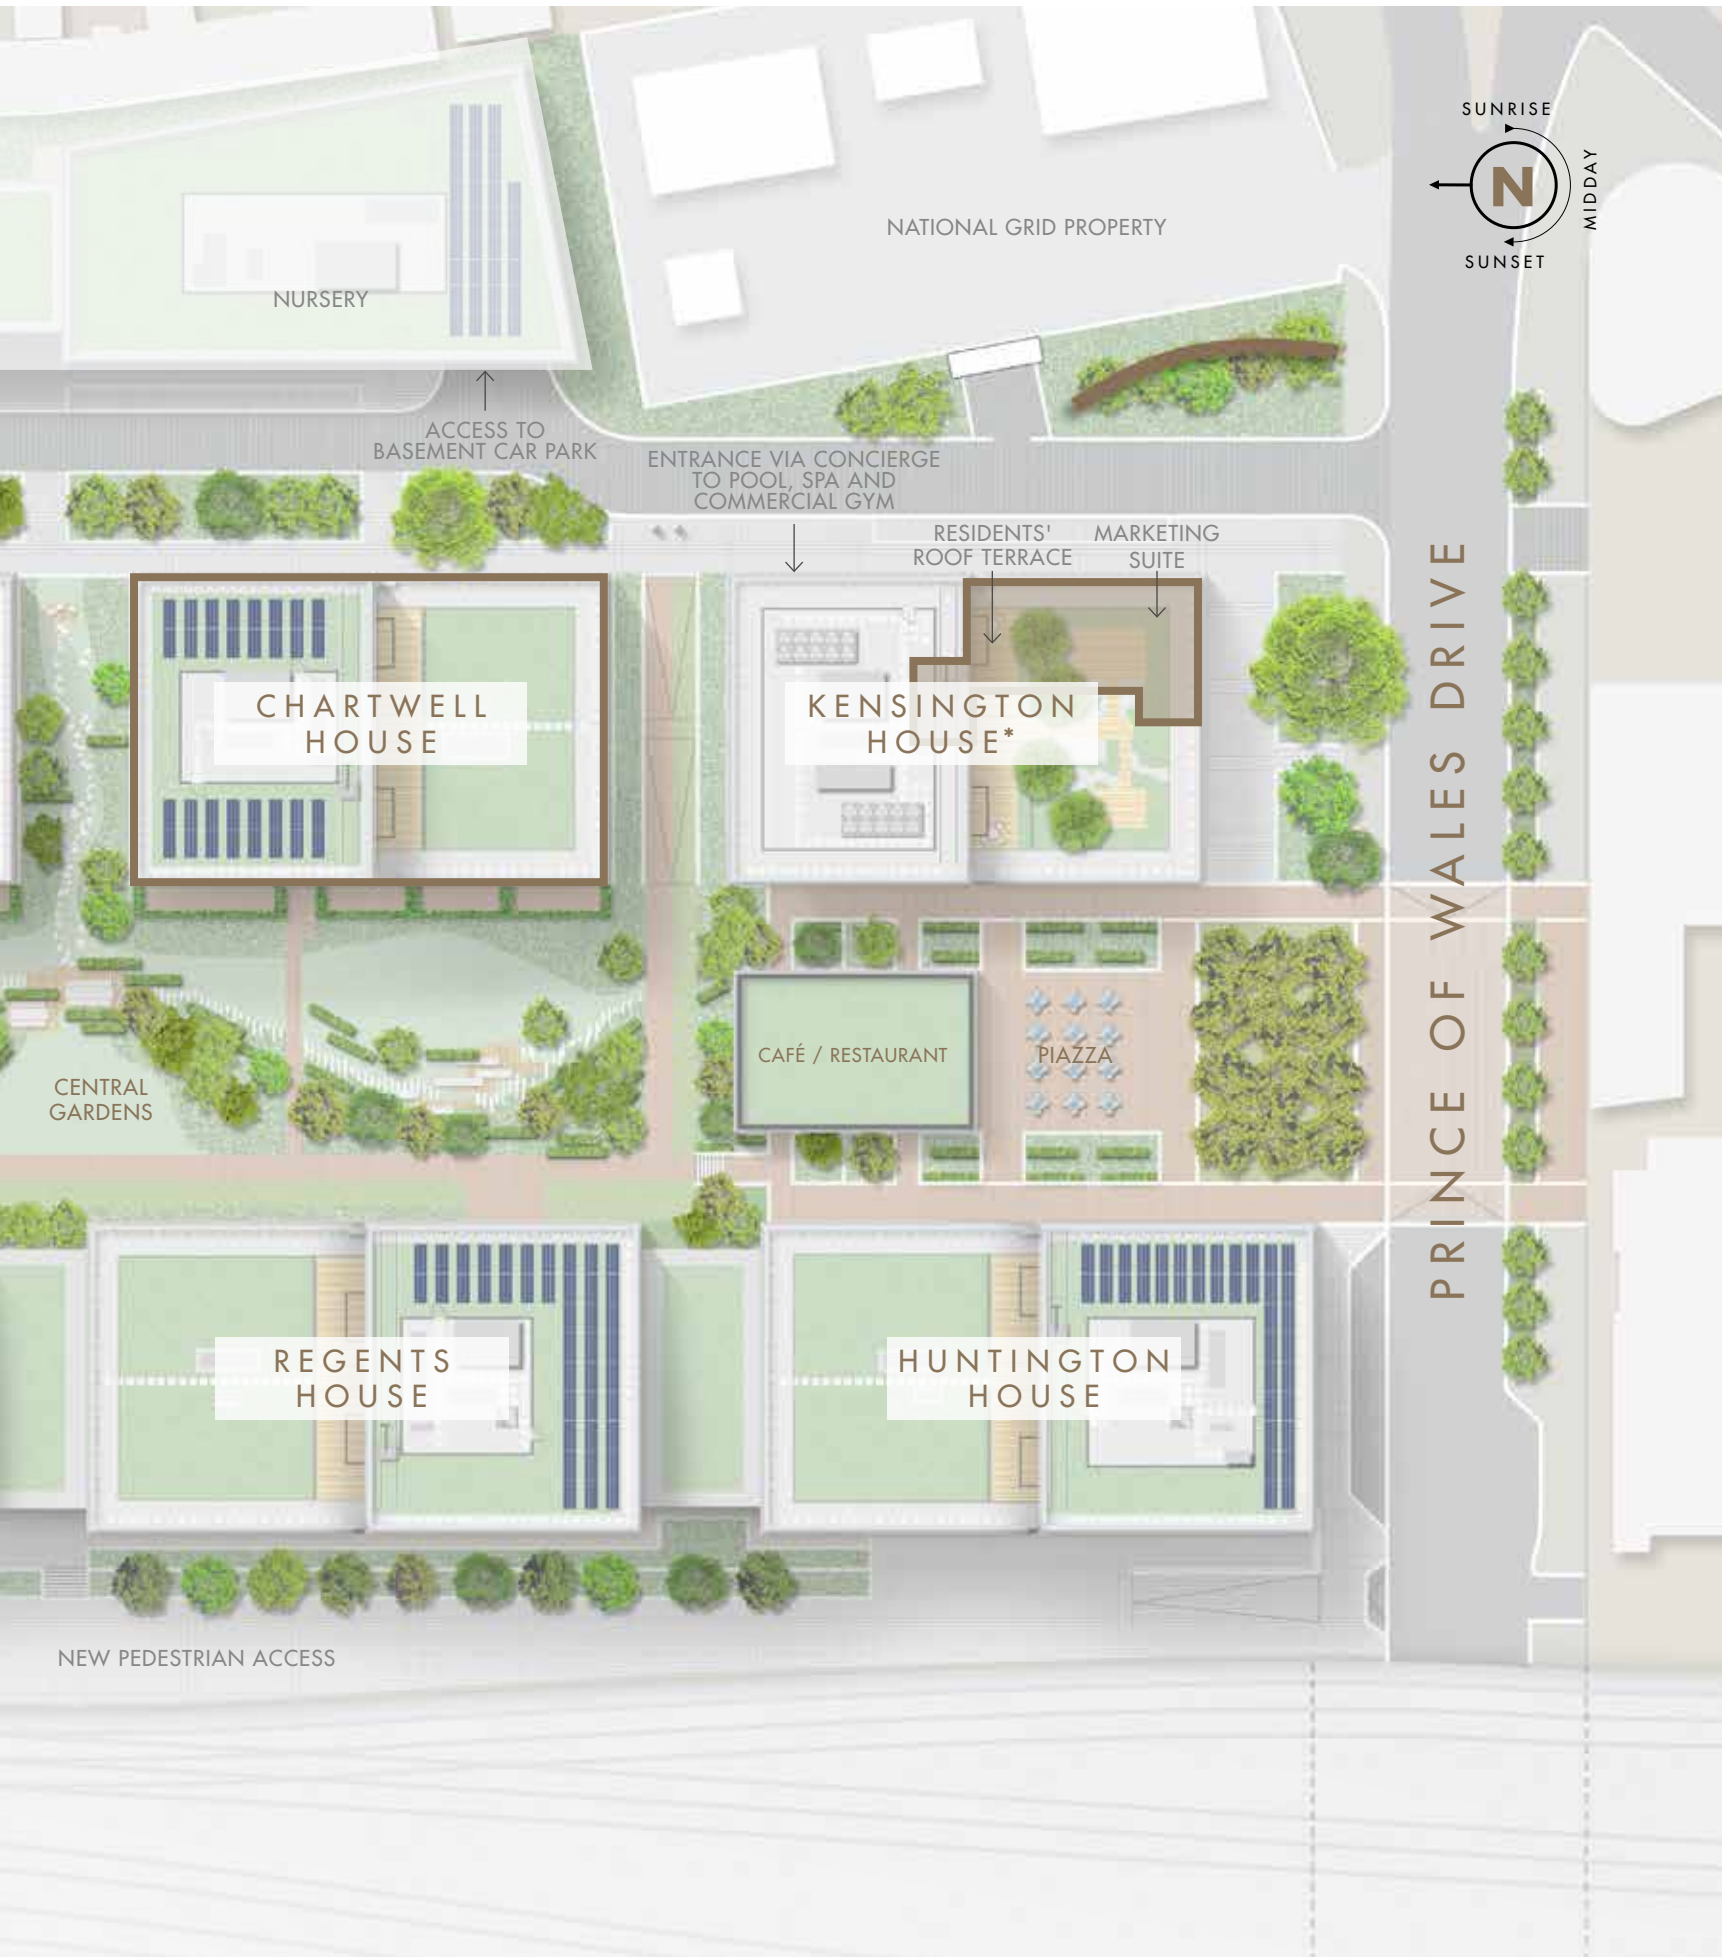 SUNRISE
N
MIDDAY
SUNSET
NATIONAL GRID PROPERTY
NURSERY
ACCESS TO
BASEMENT CAR PARK
ENTRANCE VIA CONCIERGE
TO POOL, SPA AND
COMMERCIAL GYM
RESIDENTS'
ROOF TERRACE
MARKETING
SUITE
CHARTWELL
HOUSE
KENSINGTON
HOUSE*
PRINCE OF WALES DRIVE
CAFÉ / RESTAURANT
PIAZZA
CENTRAL
GARDENS
REGENTS
HOUSE
HUNTINGTON
HOUSE
NEW PEDESTRIAN ACCESS